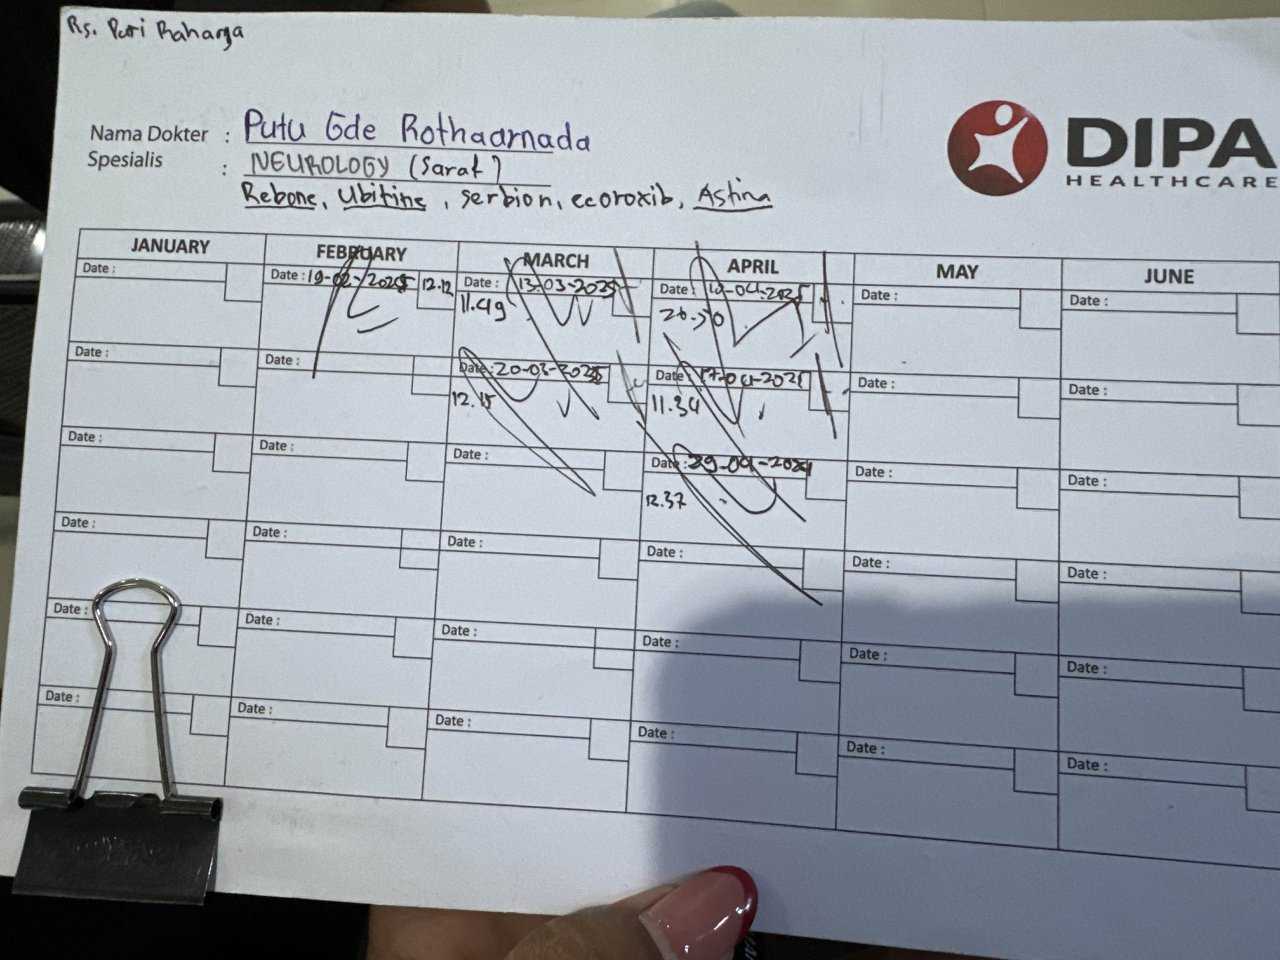 Rs. Puri Raharja
DIPA
HEALTHCARE
Nama Dokter : Putu Gde Rothaarnada
Spesialis : NEUROLOGY (Saraf)
Rebone, Ubitine, serbion, ecoroxib, Astina
JANUARY FEBRUARY MARCH APRIL MAY JUNE
Date : Date : 19-02-2025 12.12 Date : 13-03-2025 Date : 10-04-2025 Date : Date :
11.49
Date : Date : Date : 20-03-2025 Date : 17-04-2025 Date : Date :
12.15 11.34
Date : Date : Date : Date : 29-04-2025 Date : Date :
12.37
Date : Date : Date : Date : Date : Date :
Date : Date : Date : Date : Date : Date :
Date : Date : Date : Date : Date : Date :